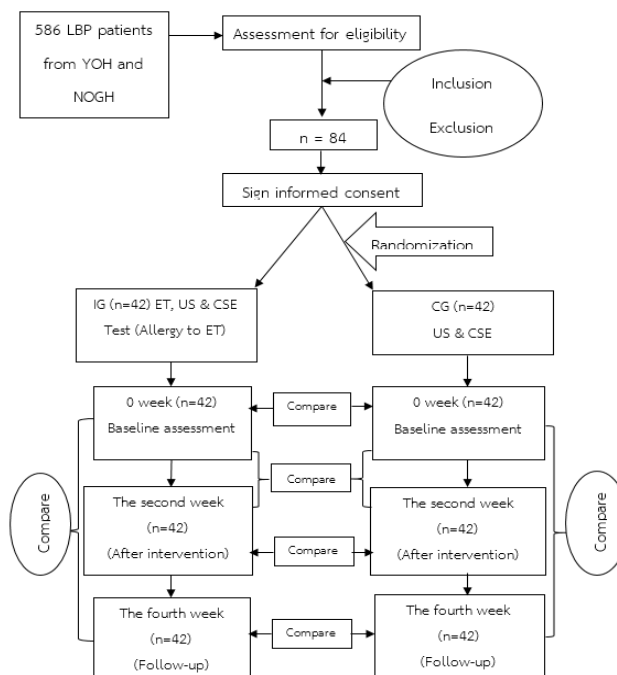 586 LBP patients
from YOH and
NOGH
Assessment for eligibility
Inclusion
Exclusion
n = 84
Sign informed consent
Randomization
IG (n=42) ET, US & CSE
Test (Allergy to ET)
CG (n=42)
US & CSE
0 week (n=42)
Baseline assessment
Compare
0 week (n=42)
Baseline assessment
Compare
Compare
Compare
The second week
(n=42)
(After intervention)
Compare
The second week
(n=42)
(After intervention)
The fourth week
(n=42)
(Follow-up)
Compare
The fourth week
(n=42)
(Follow-up)